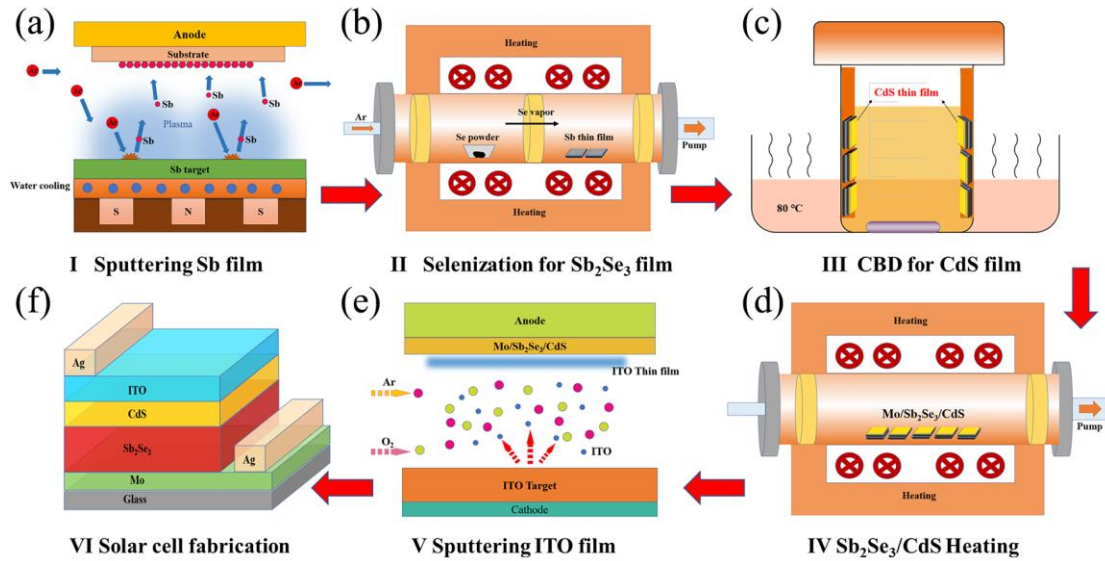 (a)
Anode
Substrate
Ar
Ar
Sb
Sb
Sb
Ar
Plasma
Ar
Sb
Sb
Sb target
Water cooling
S
N
S
I Sputtering Sb film
(b)
Heating
Se vapor
Ar
Se powder
Sb thin film
Pump
Heating
II Selenization for Sb₂Se₃ film
(c)
CdS thin film
80 °C
III CBD for CdS film
(f)
Ag
ITO
CdS
Sb₂Se₃
Ag
Mo
Glass
VI Solar cell fabrication
(e)
Anode
Mo/Sb₂Se₃/CdS
ITO Thin film
Ar
O₂
ITO
ITO Target
Cathode
V Sputtering ITO film
(d)
Heating
Mo/Sb₂Se₃/CdS
Pump
Heating
IV Sb₂Se₃/CdS Heating